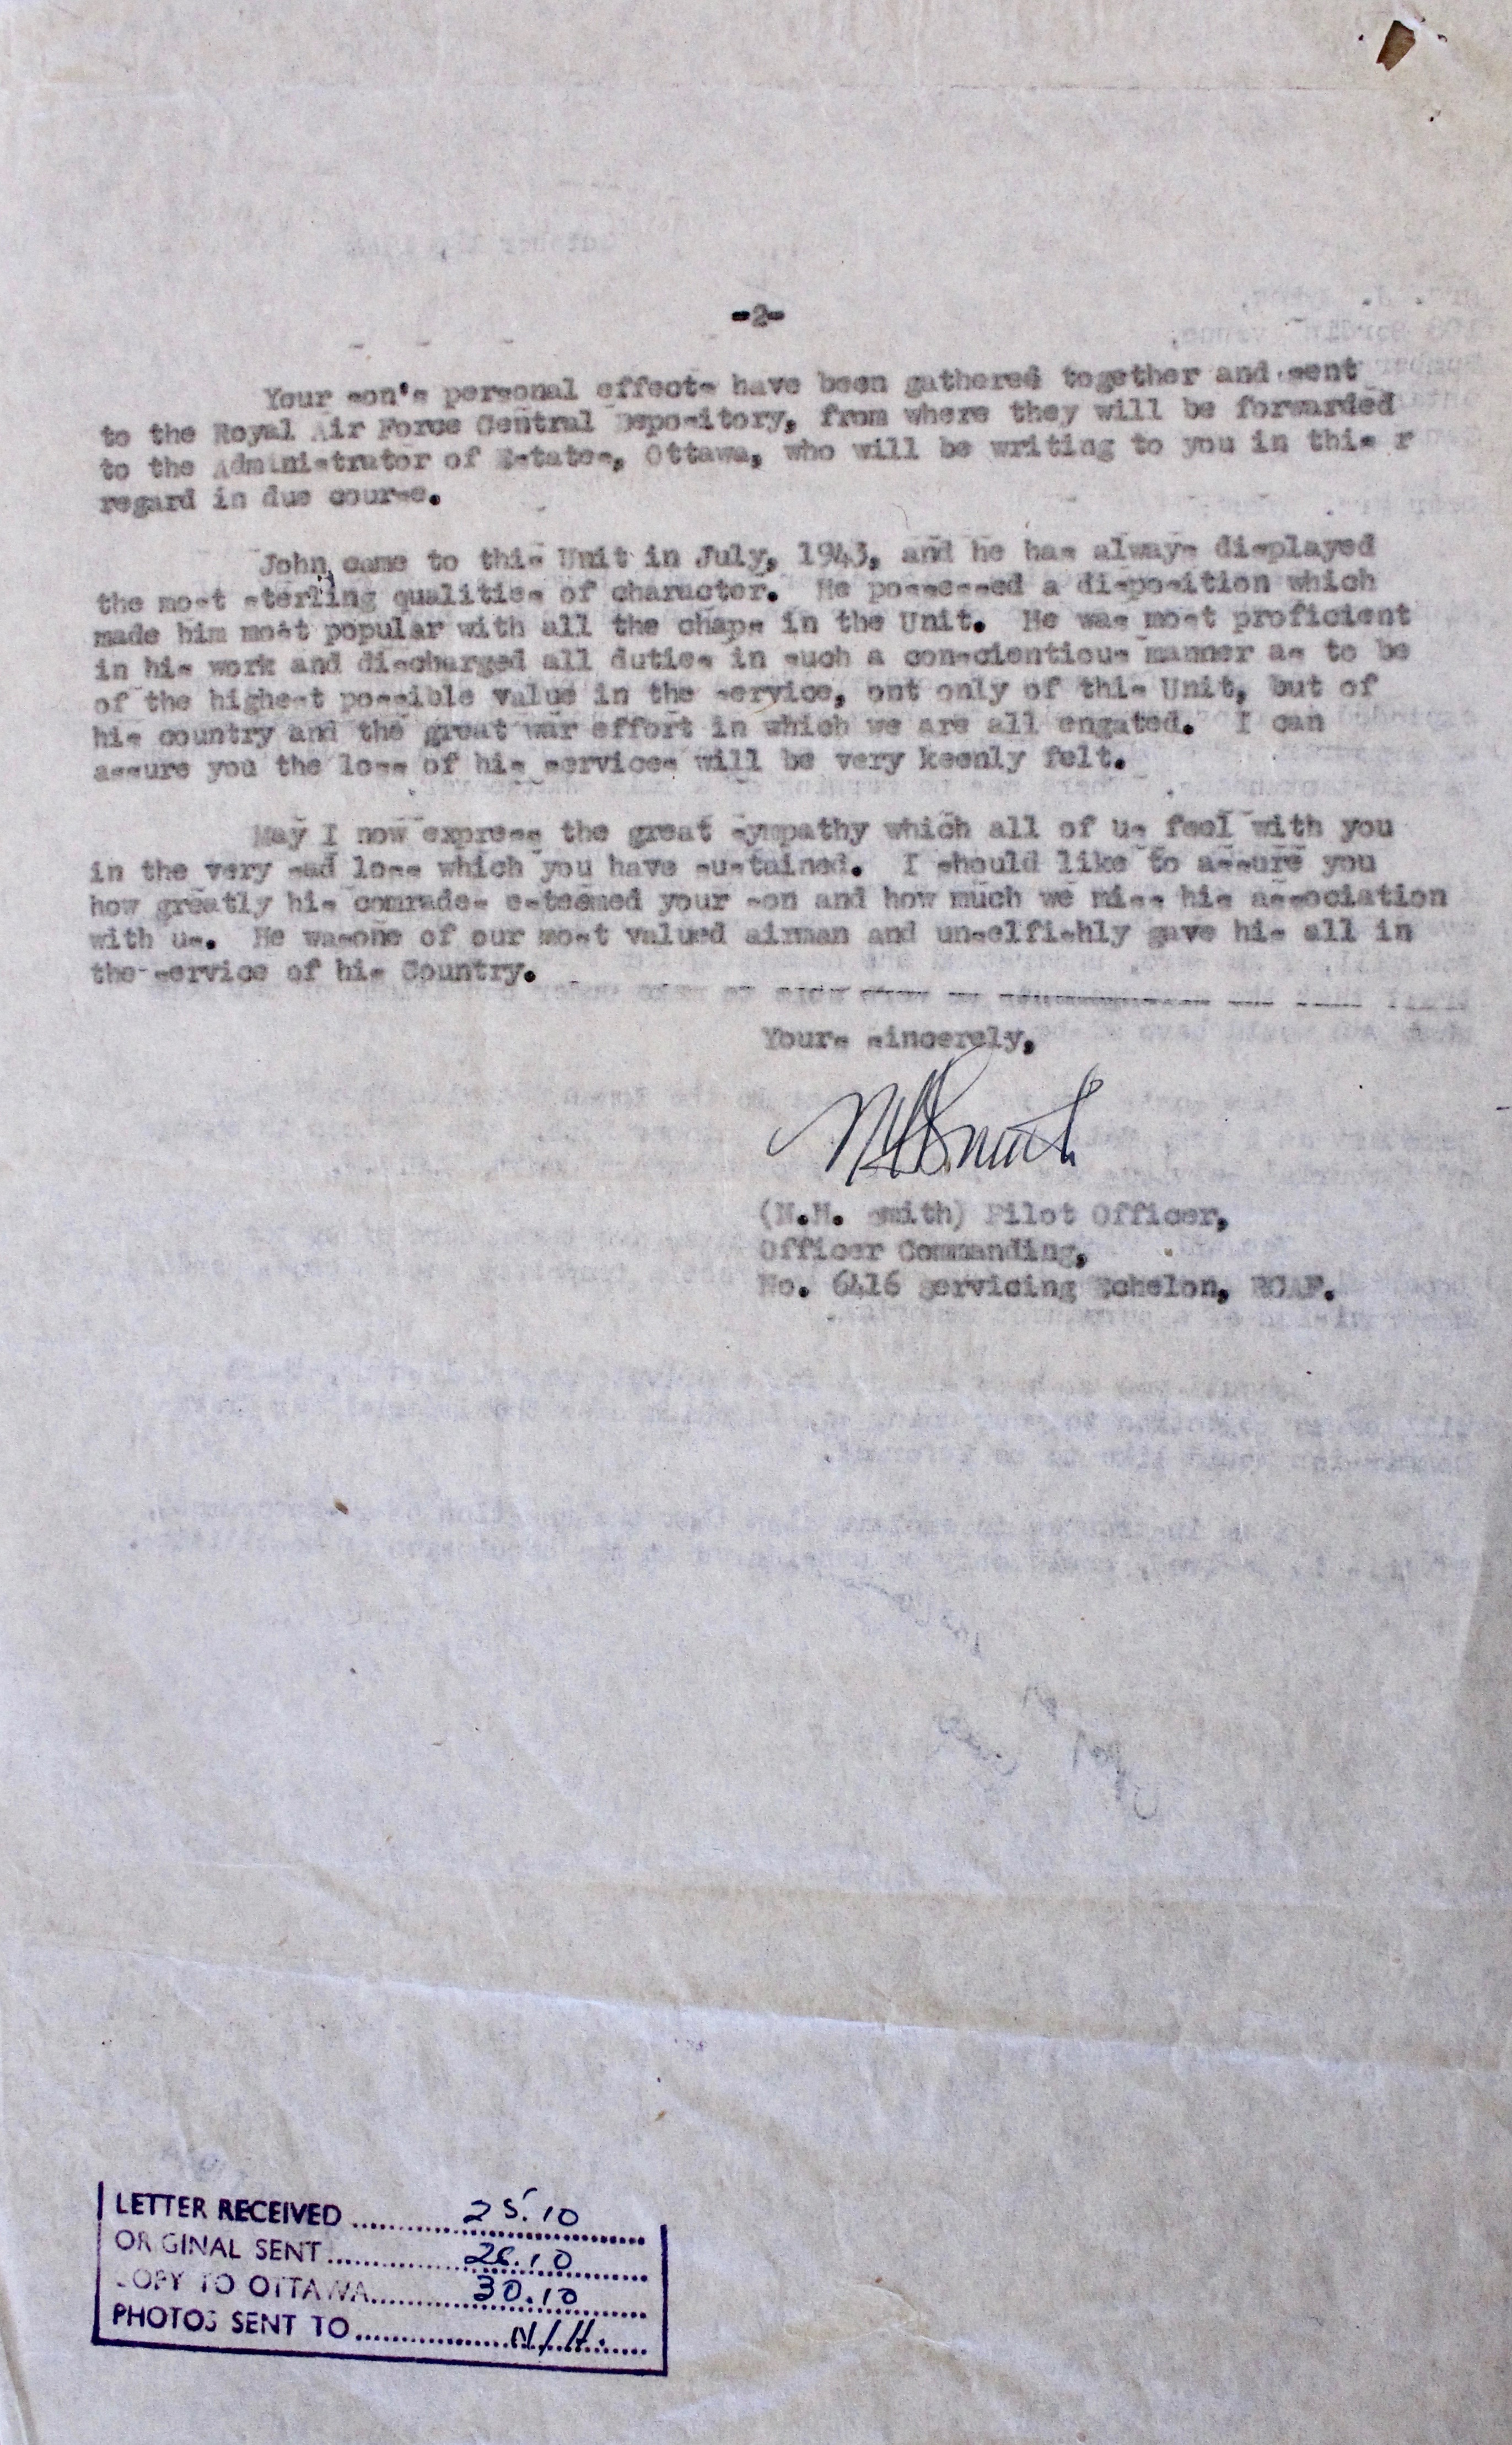 -2-
Your son's personal effects have been gathered together and sent
to the Royal Air Force Central Depository, from where they will be forwarded
to the Administrator of Estates, Ottawa, who will be writing to you in this r
regard in due course.
John, came to this Unit in July, 1943, and he has always displayed
the most sterling qualities of character. He possessed a disposition which
made him most popular with all the chaps in the Unit. He was most proficient
in his work and discharged all duties in such a conscientious manner as to be
of the highest possible value in the service, ont only of this Unit, but of
his country and the great war effort in which we are all engated. I can
assure you the loss of his services will be very keenly felt.
May I now express the great sympathy which all of us feel with you
in the very sad loss which you have sustained. I should like to assure you
how greatly his comrades esteemed your son and how much we miss his association
with us. He wasone of our most valued airman and unselfishly gave his all in
the service of his Country.
Yours sincerely,
NHSmith
(N.H. Smith) Pilot Officer,
Officer Commanding,
No. 6416 Servicing Echelon, RCAF.
LETTER RECEIVED 25.10
ORIGINAL SENT 26.10
COPY TO OTTAWA 30.10
PHOTOS SENT TO N/H.